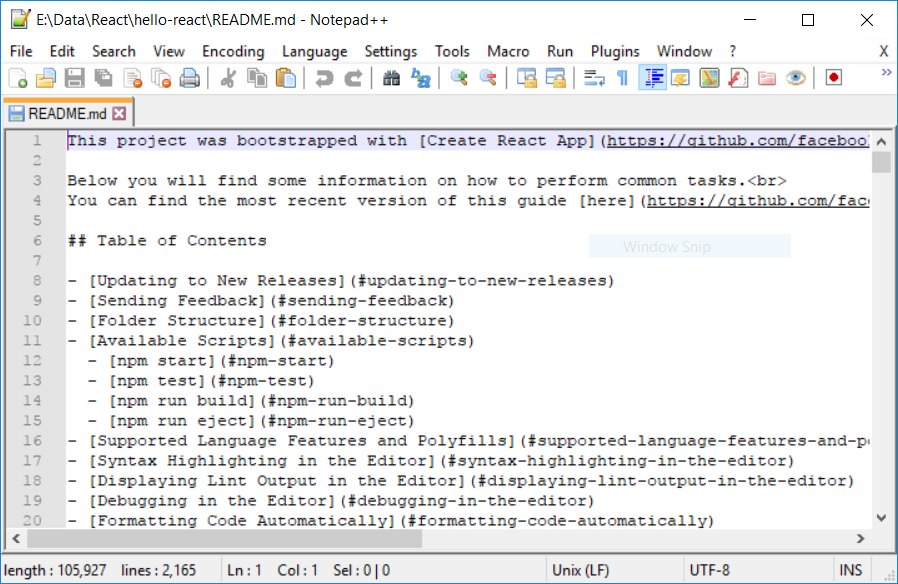 E:\Data\React\hello-react\README.md - Notepad++
File Edit Search View Encoding Language Settings Tools Macro Run Plugins Window ? X
README.md
1 This project was bootstrapped with [Create React App](https://github.com/faceboo
2
3 Below you will find some information on how to perform common tasks.<br>
4 You can find the most recent version of this guide [here](https://github.com/fac
5
6 ## Table of Contents
Window Snip
7
8 - [Updating to New Releases](#updating-to-new-releases)
9 - [Sending Feedback](#sending-feedback)
10 - [Folder Structure](#folder-structure)
11 - [Available Scripts](#available-scripts)
12 - [npm start](#npm-start)
13 - [npm test](#npm-test)
14 - [npm run build](#npm-run-build)
15 - [npm run eject](#npm-run-eject)
16 - [Supported Language Features and Polyfills](#supported-language-features-and-p
17 - [Syntax Highlighting in the Editor](#syntax-highlighting-in-the-editor)
18 - [Displaying Lint Output in the Editor](#displaying-lint-output-in-the-editor)
19 - [Debugging in the Editor](#debugging-in-the-editor)
20 - [Formatting Code Automatically](#formatting-code-automatically)
length : 105,927 lines : 2,165 Ln : 1 Col : 1 Sel : 0 | 0 Unix (LF) UTF-8 INS